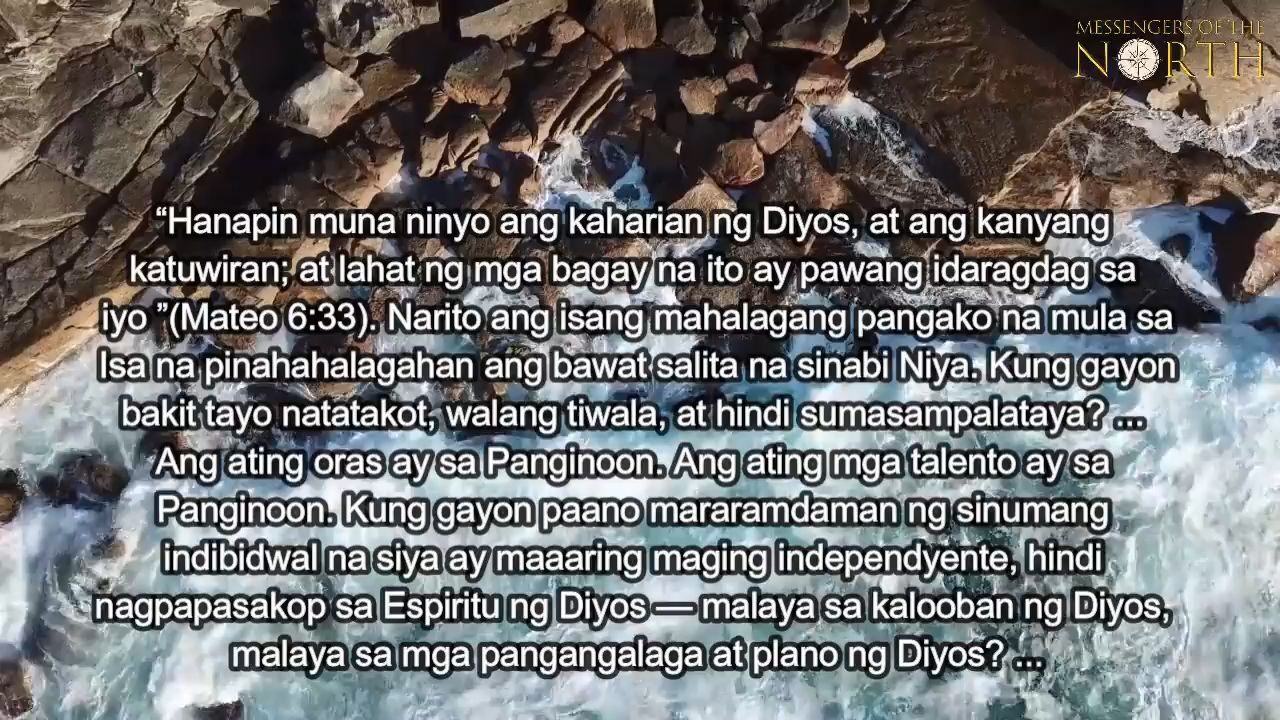 MESSENGERS OF THE
NORTH
“Hanapin muna ninyo ang kaharian ng Diyos, at ang kanyang
katuwiran; at lahat ng mga bagay na ito ay pawang idaragdag sa
iyo ”(Mateo 6:33). Narito ang isang mahalagang pangako na mula sa
Isa na pinahahalagahan ang bawat salita na sinabi Niya. Kung gayon
bakit tayo natatakot, walang tiwala, at hindi sumasampalataya? ...
Ang ating oras ay sa Panginoon. Ang ating mga talento ay sa
Panginoon. Kung gayon paano mararamdaman ng sinumang
indibidwal na siya ay maaaring maging independyente, hindi
nagpapasakop sa Espiritu ng Diyos — malaya sa kalooban ng Diyos,
malaya sa mga pangangalaga at plano ng Diyos? ...